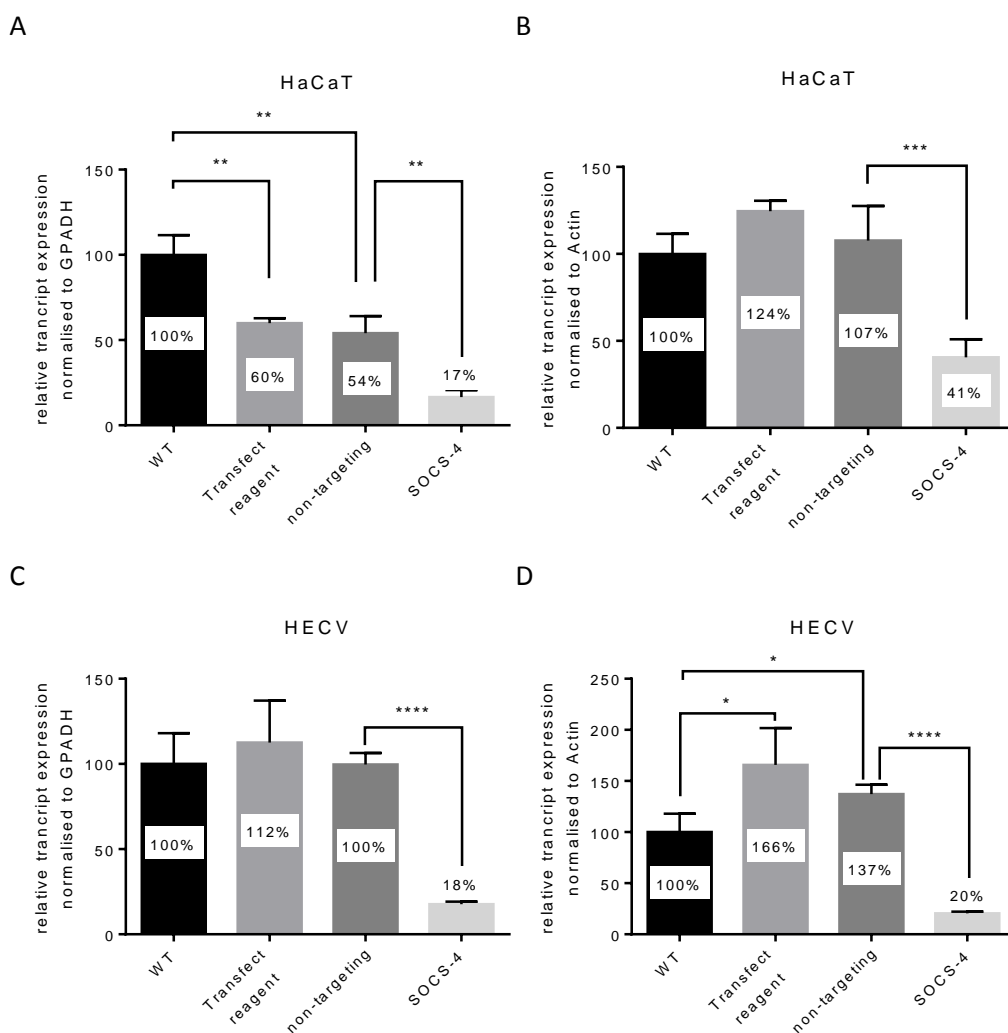 A
HaCaT
relative trancript expression
normalised to GPADH
150
100
50
0
**
**
**
100%
60%
54%
17%
WT
Transfect
reagent
non-targeting
SOCS-4
B
HaCaT
relative trancript expression
normalised to Actin
150
100
50
0
***
100%
124%
107%
41%
WT
Transfect
reagent
non-targeting
SOCS-4
C
HECV
relative trancript expression
normalised to GPADH
150
100
50
0
****
100%
112%
100%
18%
WT
Transfect
reagent
non-targeting
SOCS-4
D
HECV
relative trancript expression
normalised to Actin
250
200
150
100
50
0
*
*
****
100%
166%
137%
20%
WT
Transfect
reagent
non-targeting
SOCS-4